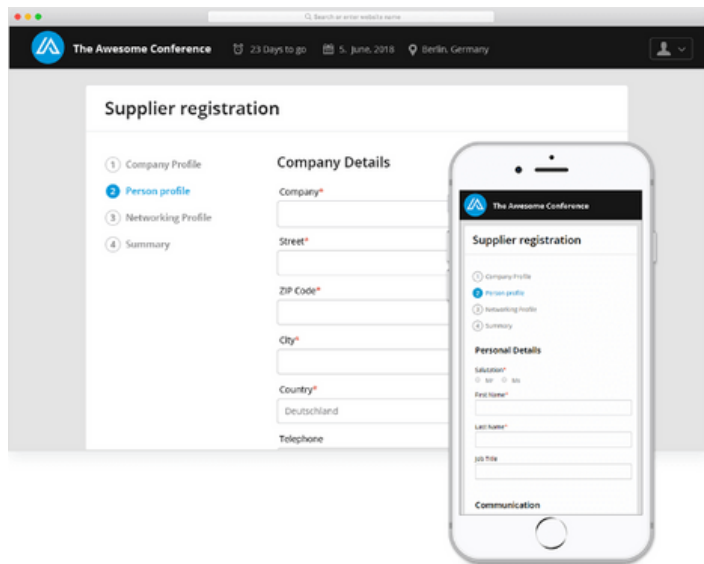 Search or enter website name
The Awesome Conference 23 Days to go 5. June, 2018 Berlin, Germany
Supplier registration
1 Company Profile
2 Person profile
3 Networking Profile
4 Summary
Company Details
Company*
Street*
ZIP Code*
City*
Country*
Deutschland
Telephone
The Awesome Conference
Supplier registration
1 Company Profile
2 Person profile
3 Networking Profile
4 Summary
Personal Details
Salutation*
Mr Ms
First Name*
Last Name*
Job Title
Communication